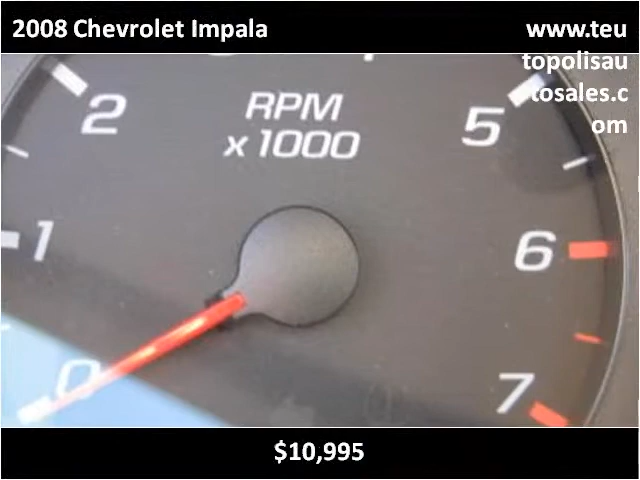 2008 Chevrolet Impala
www.teu
topolisau
tosales.c
om
RPM
x 1000
2
5
1
6
0
7
$10,995